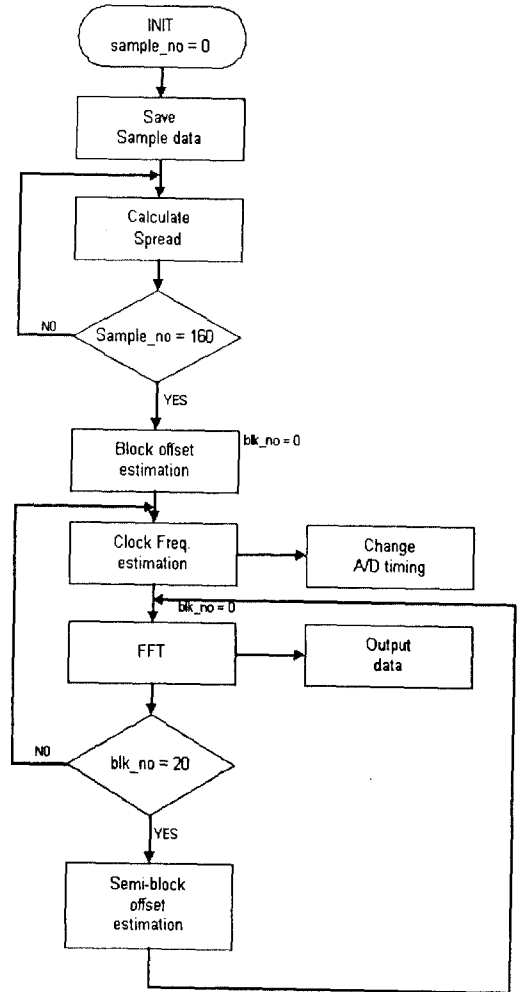 INIT
sample_no = 0
Save
Sample data
Calculate
Spread
NO
Sample_no = 160
YES
Block offset
estimation
blk_no = 0
Clock Freq.
estimation
Change
A/D timing
blk_no = 0
FFT
Output
data
NO
blk_no = 20
YES
Semi-block
offset
estimation